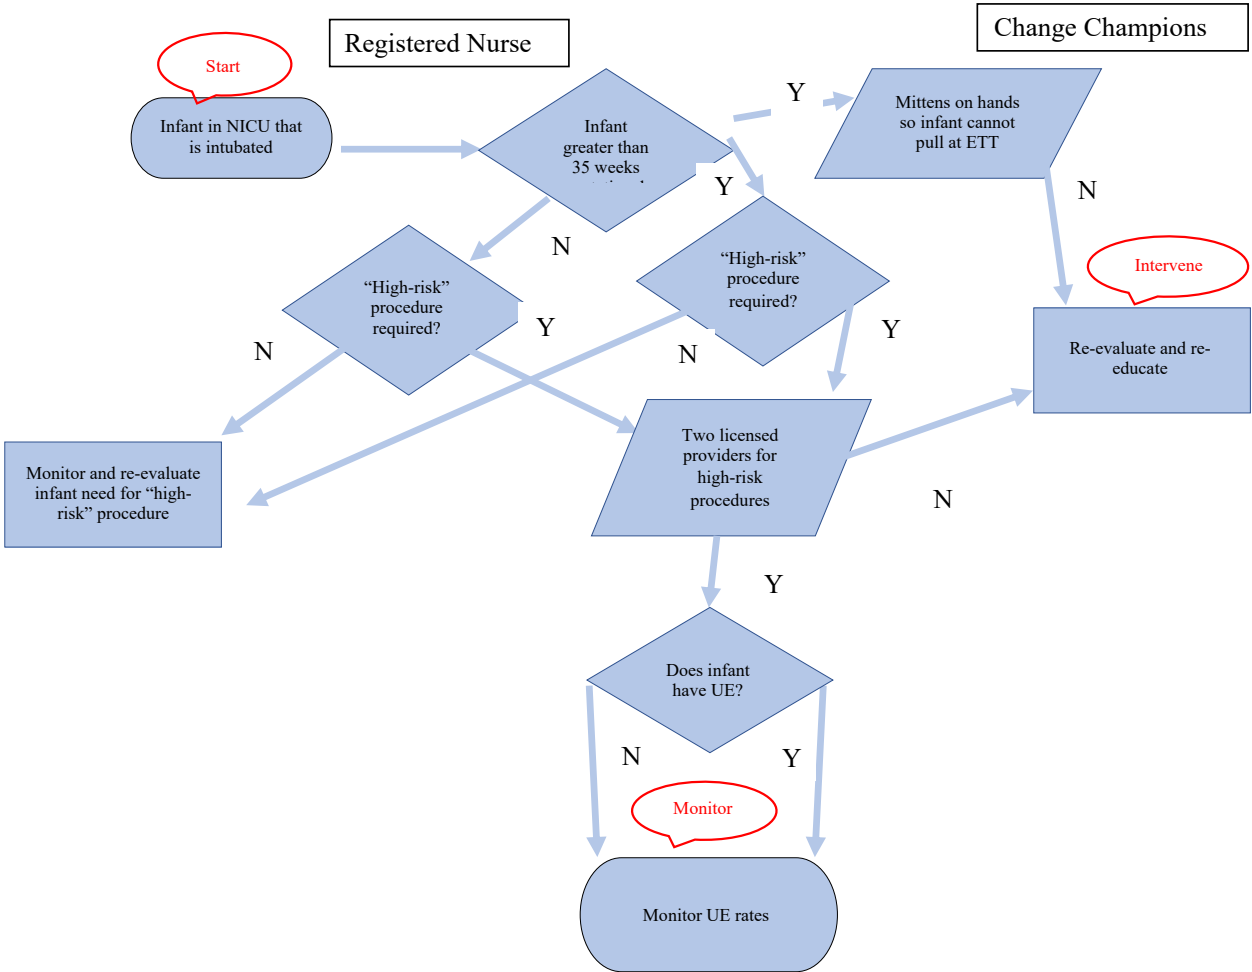 Registered Nurse
Change Champions
Start
Infant in NICU that
is intubated
Infant
greater than
35 weeks
Y
Mittens on hands
so infant cannot
pull at ETT
Y
N
N
"High-risk"
procedure
required?
"High-risk"
procedure
required?
Intervene
Y
N
Y
N
Re-evaluate and re-
educate
Monitor and re-evaluate
infant need for "high-
risk" procedure
Two licensed
providers for
high-risk
procedures
N
Y
Does infant
have UE?
N
Y
Monitor
Monitor UE rates